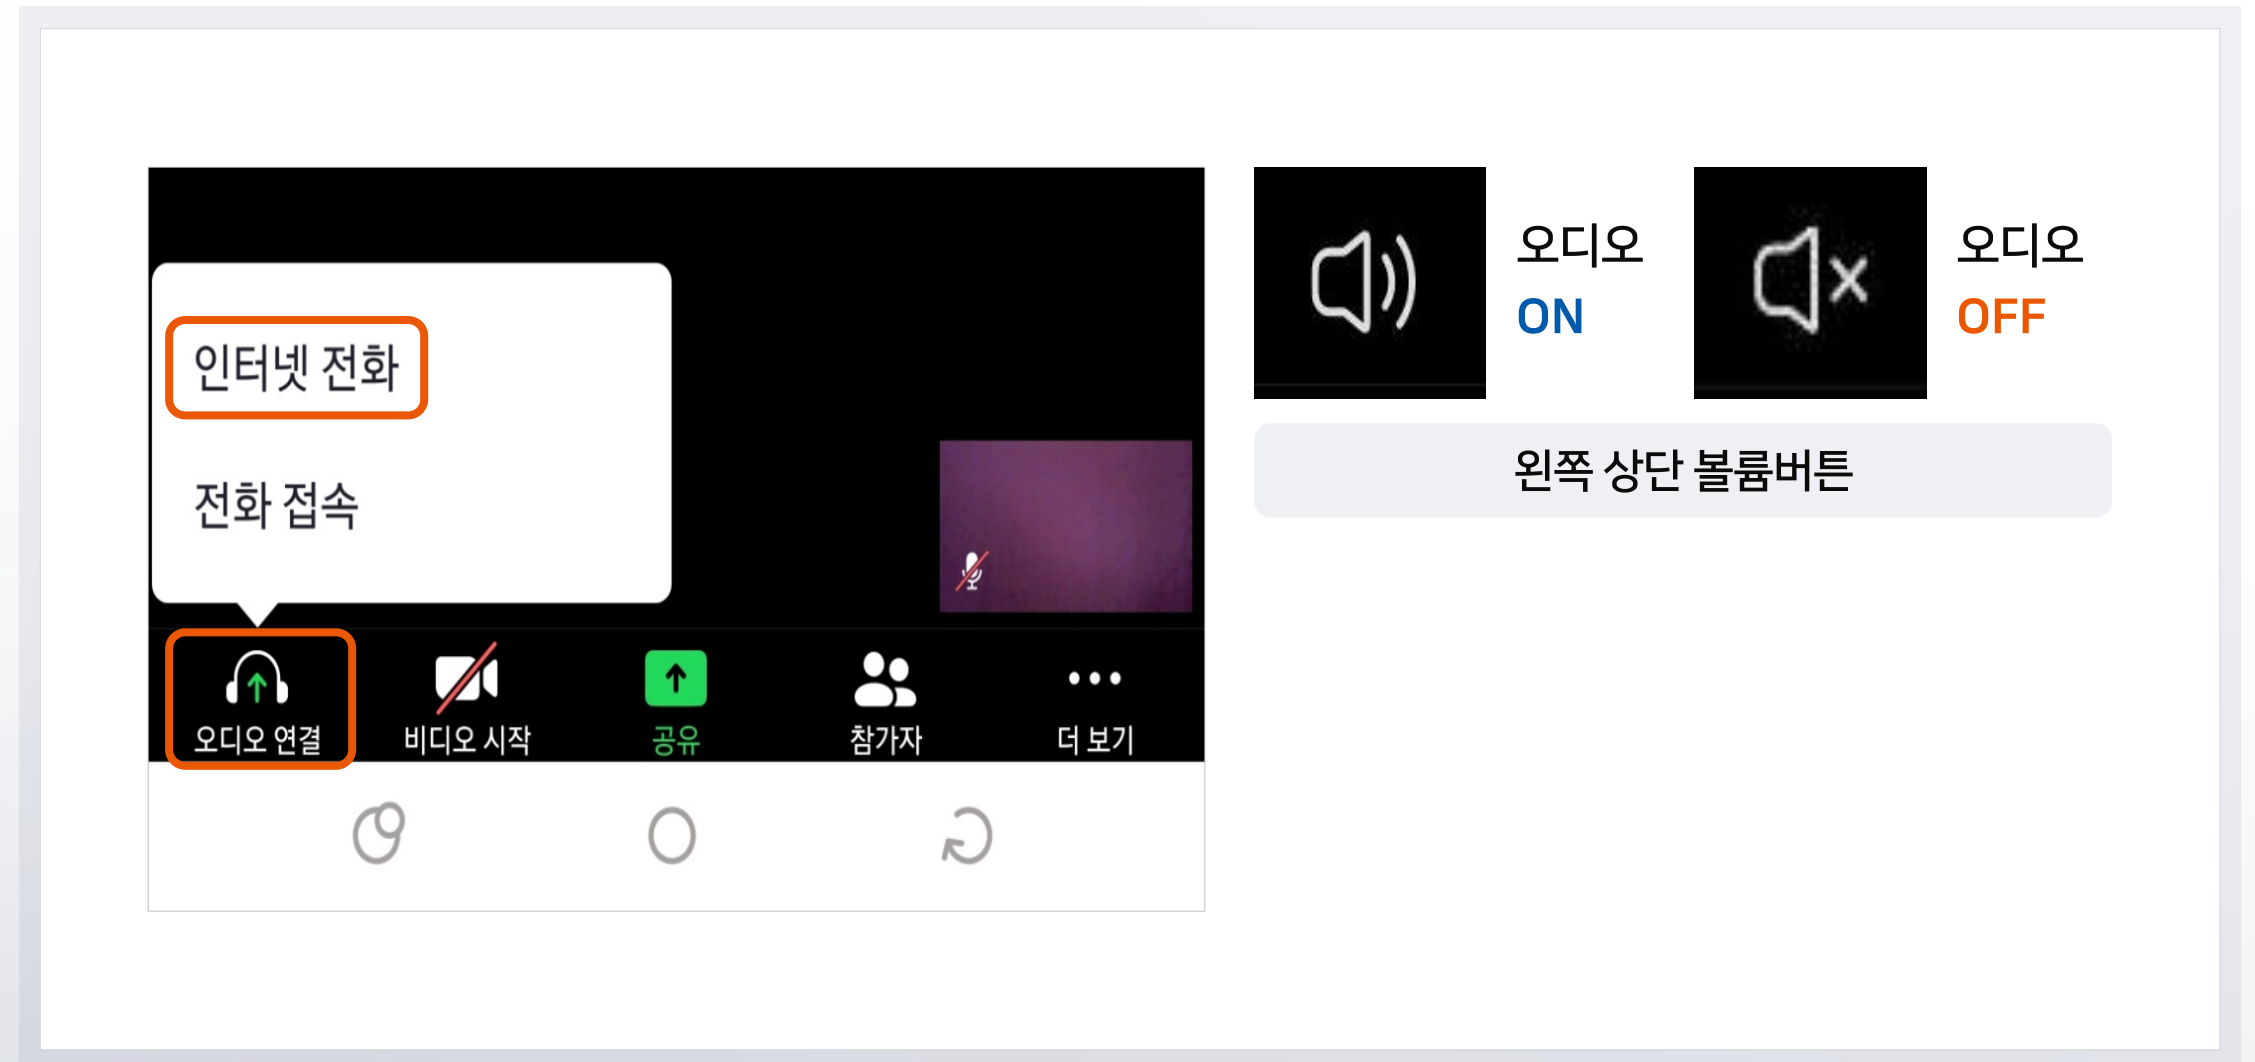 인터넷 전화
전화 접속
오디오 연결
비디오 시작
공유
참가자
더 보기
오디오
ON
오디오
OFF
왼쪽 상단 볼륨버튼